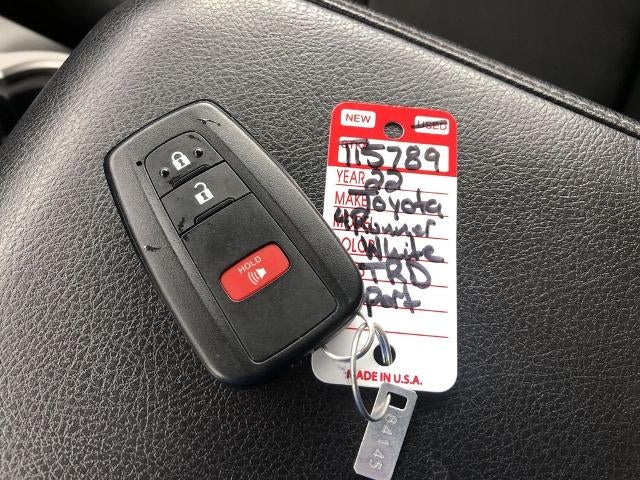 NEW USED
T15789
YEAR 22
MAKE Toyota
4Runner
COLOR White
TRD
Sport
MADE IN U.S.A.
HOLD
84145